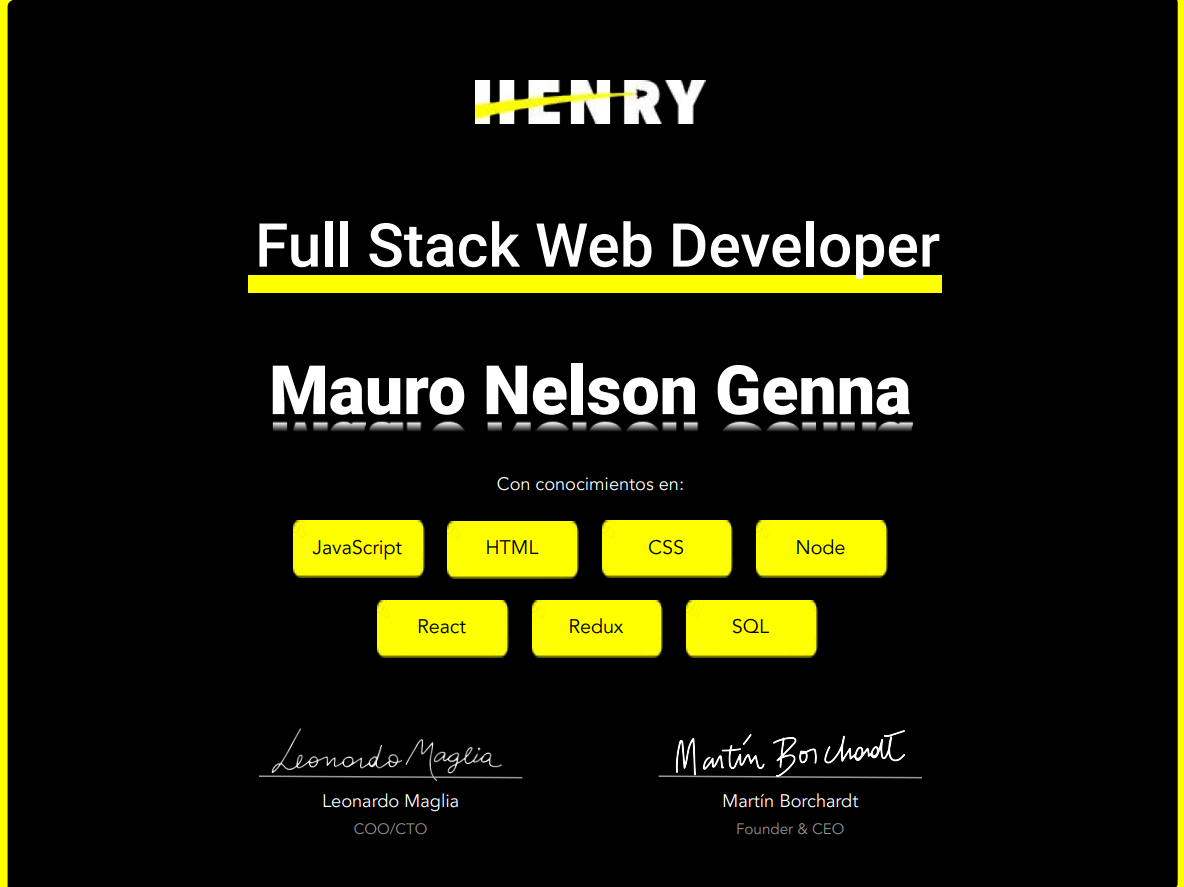 HENRY
Full Stack Web Developer
Mauro Nelson Genna
Con conocimientos en:
JavaScript HTML CSS Node
React Redux SQL
Leonardo Maglia Martín Borchardt
Leonardo Maglia Martín Borchardt
COO/CTO Founder & CEO